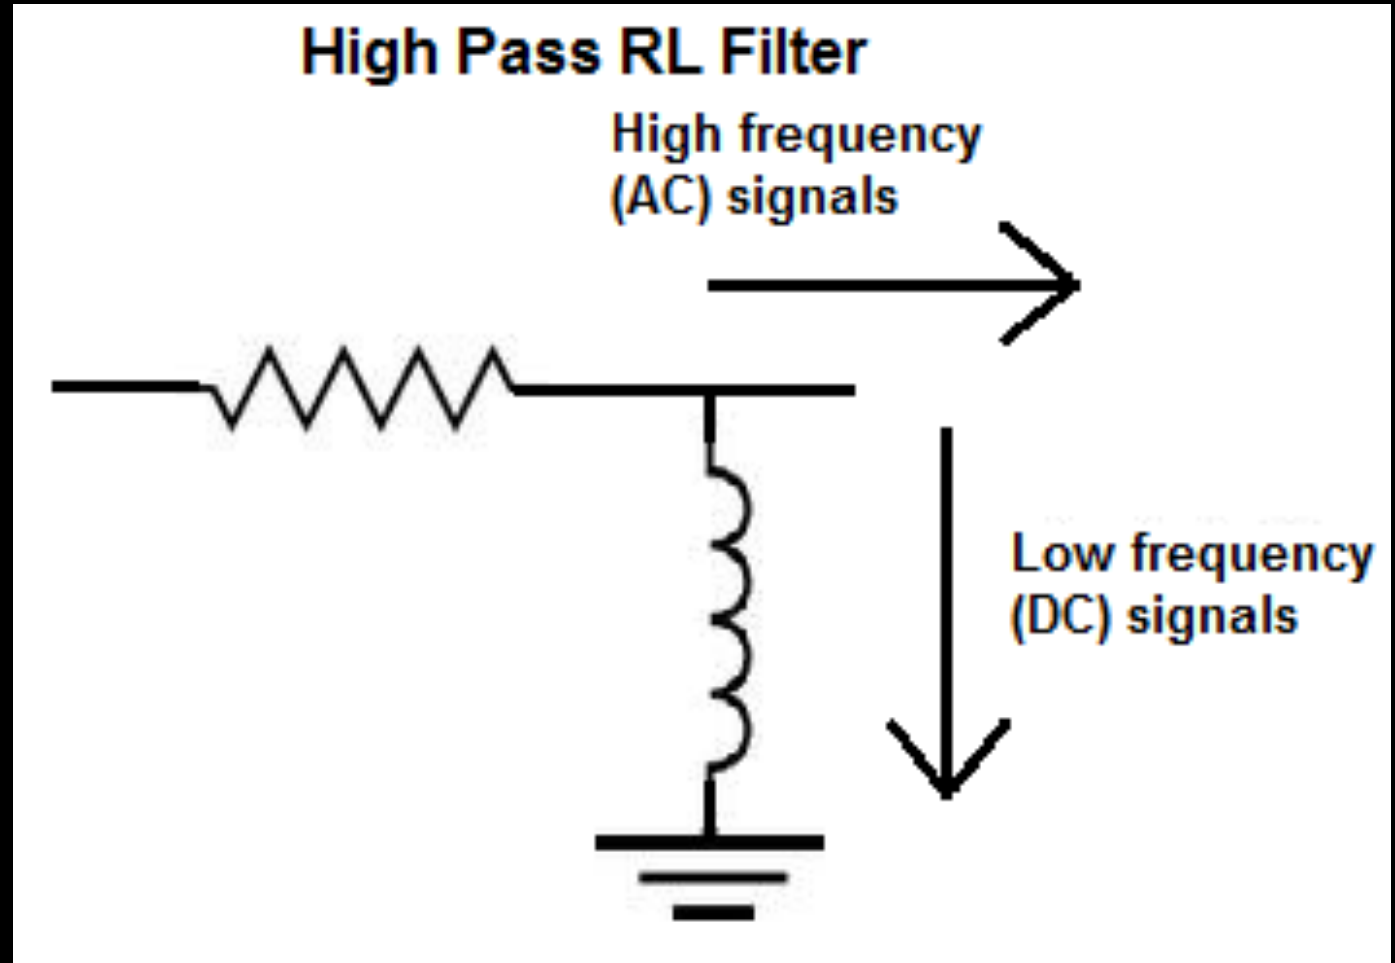 High Pass RL Filter
High frequency
(AC) signals
Low frequency
(DC) signals